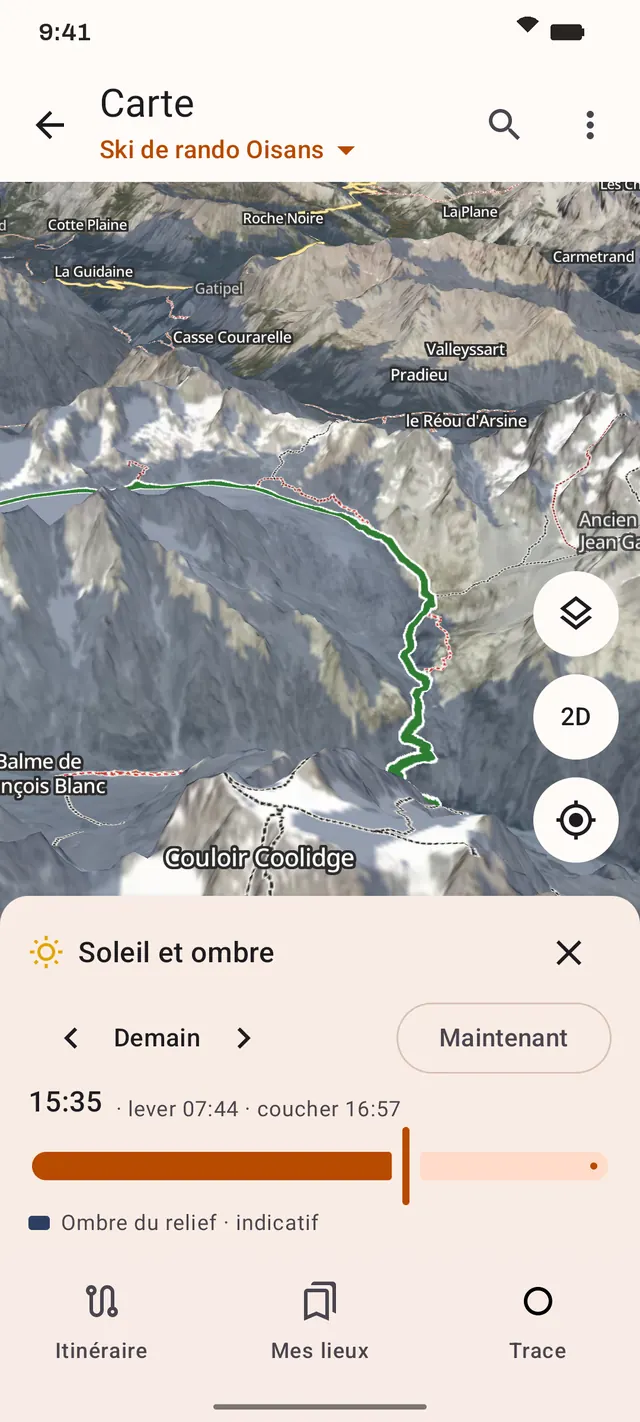 9:41
Carte
Ski de rando Oisans
La Plane
Roche Noire
Cotte Plaine
Carmetrand
La Guidaine
Gatipel
Casse Courarelle
Valleyssart
Pradieu
le Réou d'Arsine
Ancien
2D
Balme de
nçois Blanc
Couloir Coolidge
Soleil et ombre
Demain
Maintenant
15:35 · lever 07:44 · coucher 16:57
Ombre du relief · indicatif
Itinéraire
Mes lieux
Trace